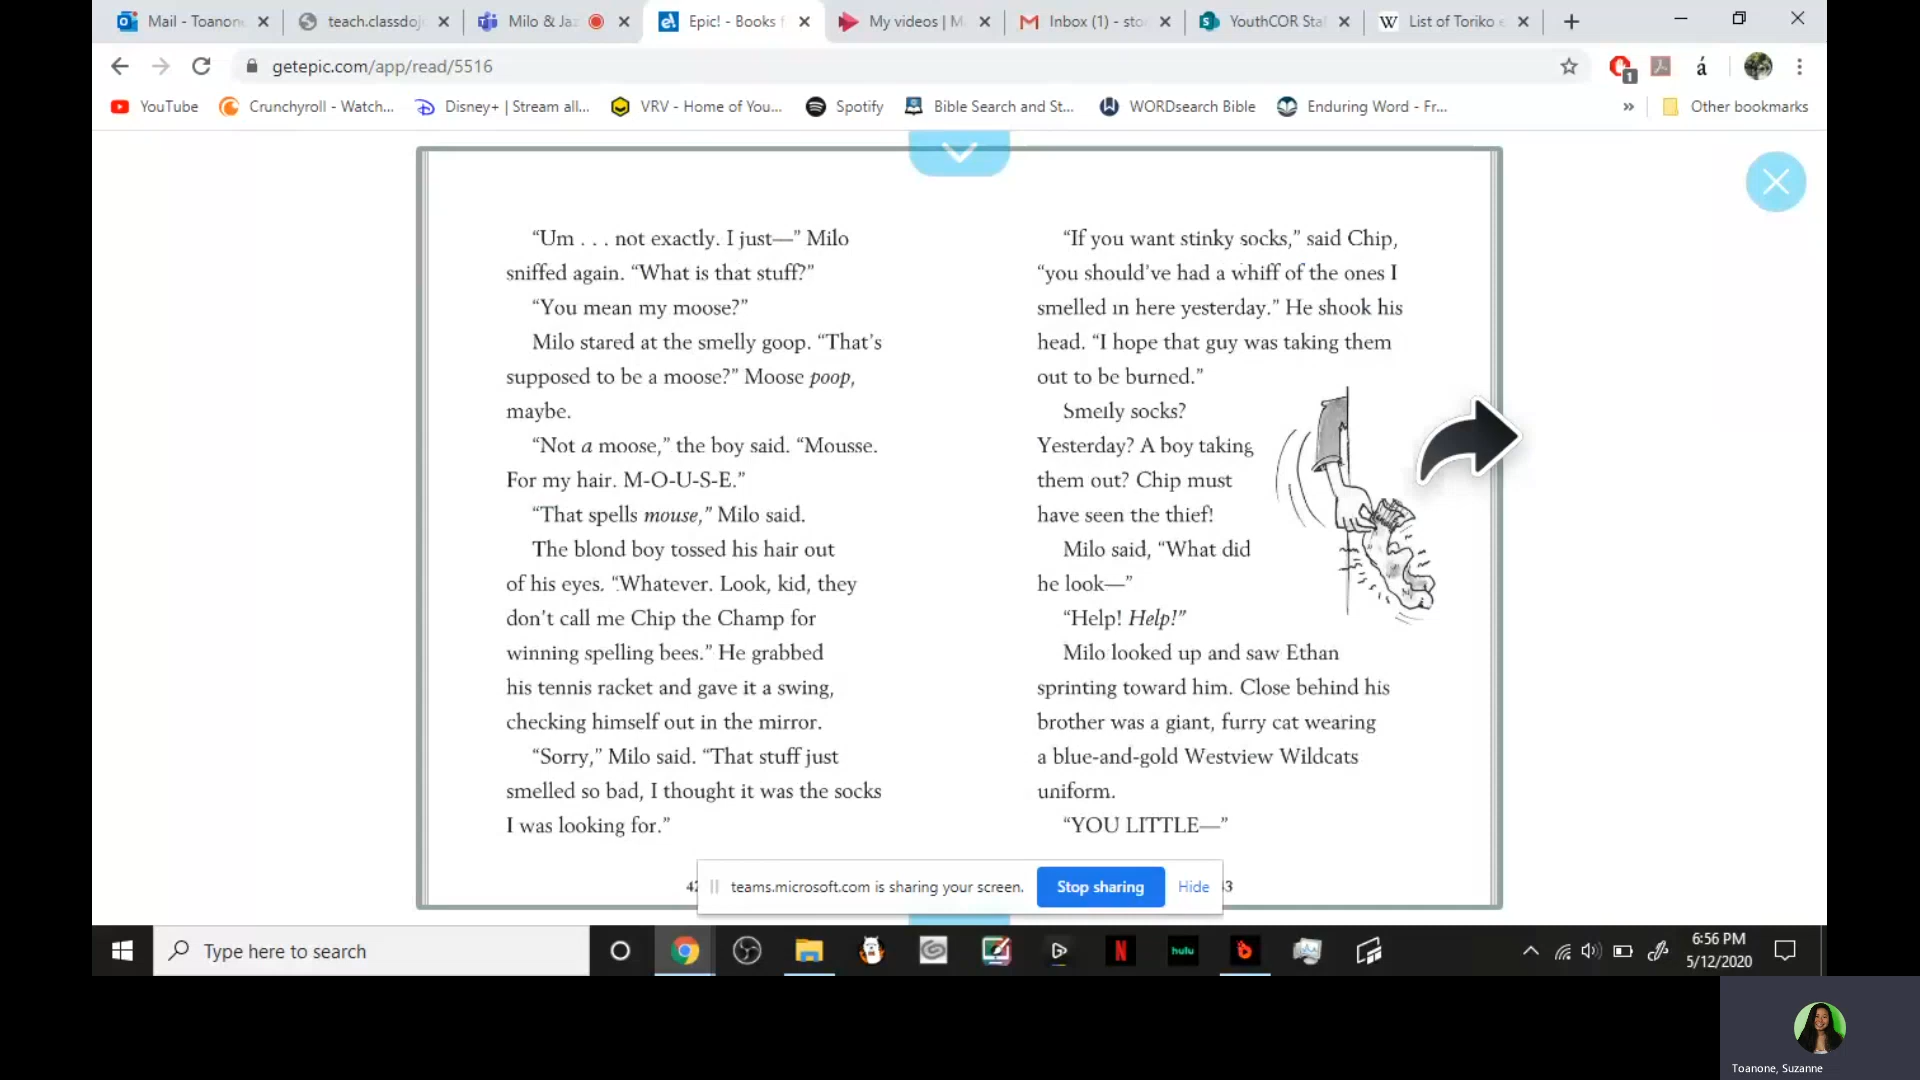 Mail - Toanone
teach.classdoj
Milo & Ja
Epic! - Books f
My videos | M
Inbox (1) - sto
YouthCOR Sta
List of Toriko e
getepic.com/app/read/5516
1
YouTube
Crunchyroll - Watch...
Disney+ | Stream all...
VRV - Home of You...
Spotify
Bible Search and St...
WORDsearch Bible
Enduring Word - Fr...
Other bookmarks
“Um . . . not exactly. I just—” Milo
sniffed again. “What is that stuff?”
“You mean my moose?”
Milo stared at the smelly goop. “That’s
supposed to be a moose?” Moose poop,
maybe.
“Not a moose,” the boy said. “Mousse.
For my hair. M-O-U-S-E.”
“That spells mouse,” Milo said.
The blond boy tossed his hair out
of his eyes. “Whatever. Look, kid, they
don’t call me Chip the Champ for
winning spelling bees.” He grabbed
his tennis racket and gave it a swing,
checking himself out in the mirror.
“Sorry,” Milo said. “That stuff just
smelled so bad, I thought it was the socks
I was looking for.”
“If you want stinky socks,” said Chip,
“you should’ve had a whiff of the ones I
smelled in here yesterday.” He shook his
head. “I hope that guy was taking them
out to be burned.”
Smelly socks?
Yesterday? A boy taking
them out? Chip must
have seen the thief!
Milo said, “What did
he look—”
“Help! Help!”
Milo looked up and saw Ethan
sprinting toward him. Close behind his
brother was a giant, furry cat wearing
a blue-and-gold Westview Wildcats
uniform.
“YOU LITTLE—”
teams.microsoft.com is sharing your screen.
Stop sharing
Hide
Type here to search
hulu
6:56 PM
5/12/2020
Toanone, Suzanne